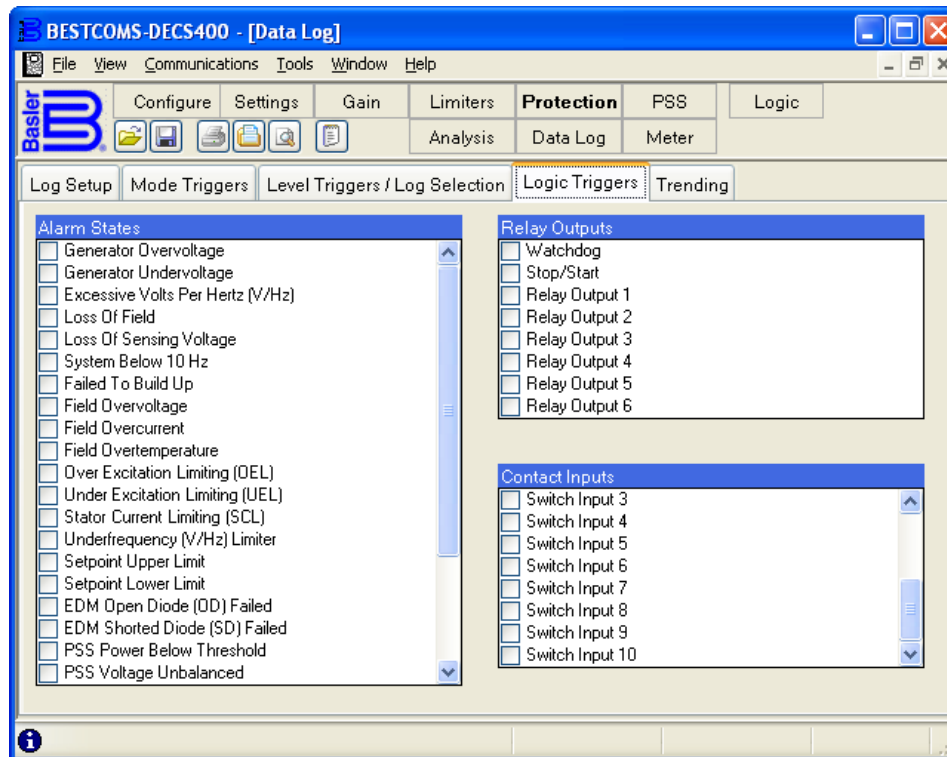 BESTCOMS-DECS400 - [Data Log]
File View Communications Tools Window Help
Basler
Configure Settings Gain Limiters Protection PSS Logic
Analysis Data Log Meter
Log Setup Mode Triggers Level Triggers / Log Selection Logic Triggers Trending
Alarm States
Generator Overvoltage
Generator Undervoltage
Excessive Volts Per Hertz (V/Hz)
Loss Of Field
Loss Of Sensing Voltage
System Below 10 Hz
Failed To Build Up
Field Overvoltage
Field Overcurrent
Field Overtemperature
Over Excitation Limiting (OEL)
Under Excitation Limiting (UEL)
Stator Current Limiting (SCL)
Underfrequency (V/Hz) Limiter
Setpoint Upper Limit
Setpoint Lower Limit
EDM Open Diode (OD) Failed
EDM Shorted Diode (SD) Failed
PSS Power Below Threshold
PSS Voltage Unbalanced
Relay Outputs
Watchdog
Stop/Start
Relay Output 1
Relay Output 2
Relay Output 3
Relay Output 4
Relay Output 5
Relay Output 6
Contact Inputs
Switch Input 3
Switch Input 4
Switch Input 5
Switch Input 6
Switch Input 7
Switch Input 8
Switch Input 9
Switch Input 10